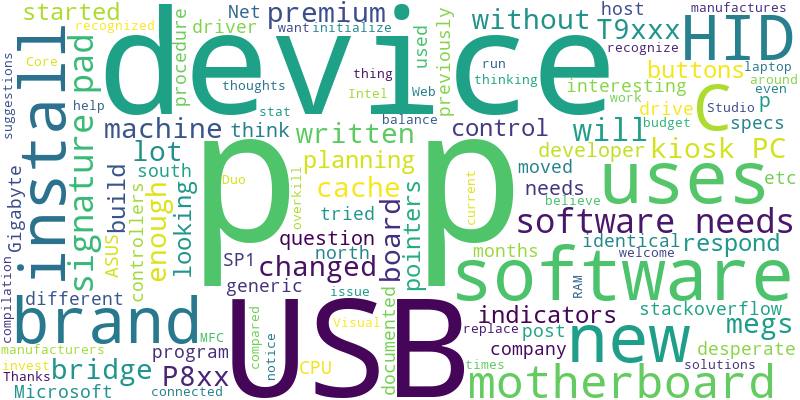 started
Net
premium
driver
manufactures
host
without
T9xxx
recognize
HID
recognized
want
initialize
Core
device
used
previously
run
thing
thinking
laptop
suggestions
install
signature pad
procedure
thoughts
stat
Intel
Web
interesting
buttons
C
around
even
help
work
drive
p
Studio
machine
think
balance
written
control
budget
specs
lot
south
p p
will
developer
kiosk PC
etc
Gigabyte
build
enough
looking
controllers
ASUS
Duo
overkill
planning
cache
tried
pointers
current
moved
needs
believe
uses
SP1
north
question
board
software needs
identical
respond
different
generic
changed
issue
documented
months
welcome
RAM
stackoverflow
software
compilation
brand
MFC
compared
notice
USB
Visual
indicators
replace
post
new
megs
manufacturers
invest
bridge
program
CPU
company
desperate
Thanks
P8xx
times
solutions
Microsoft
connected
motherboard